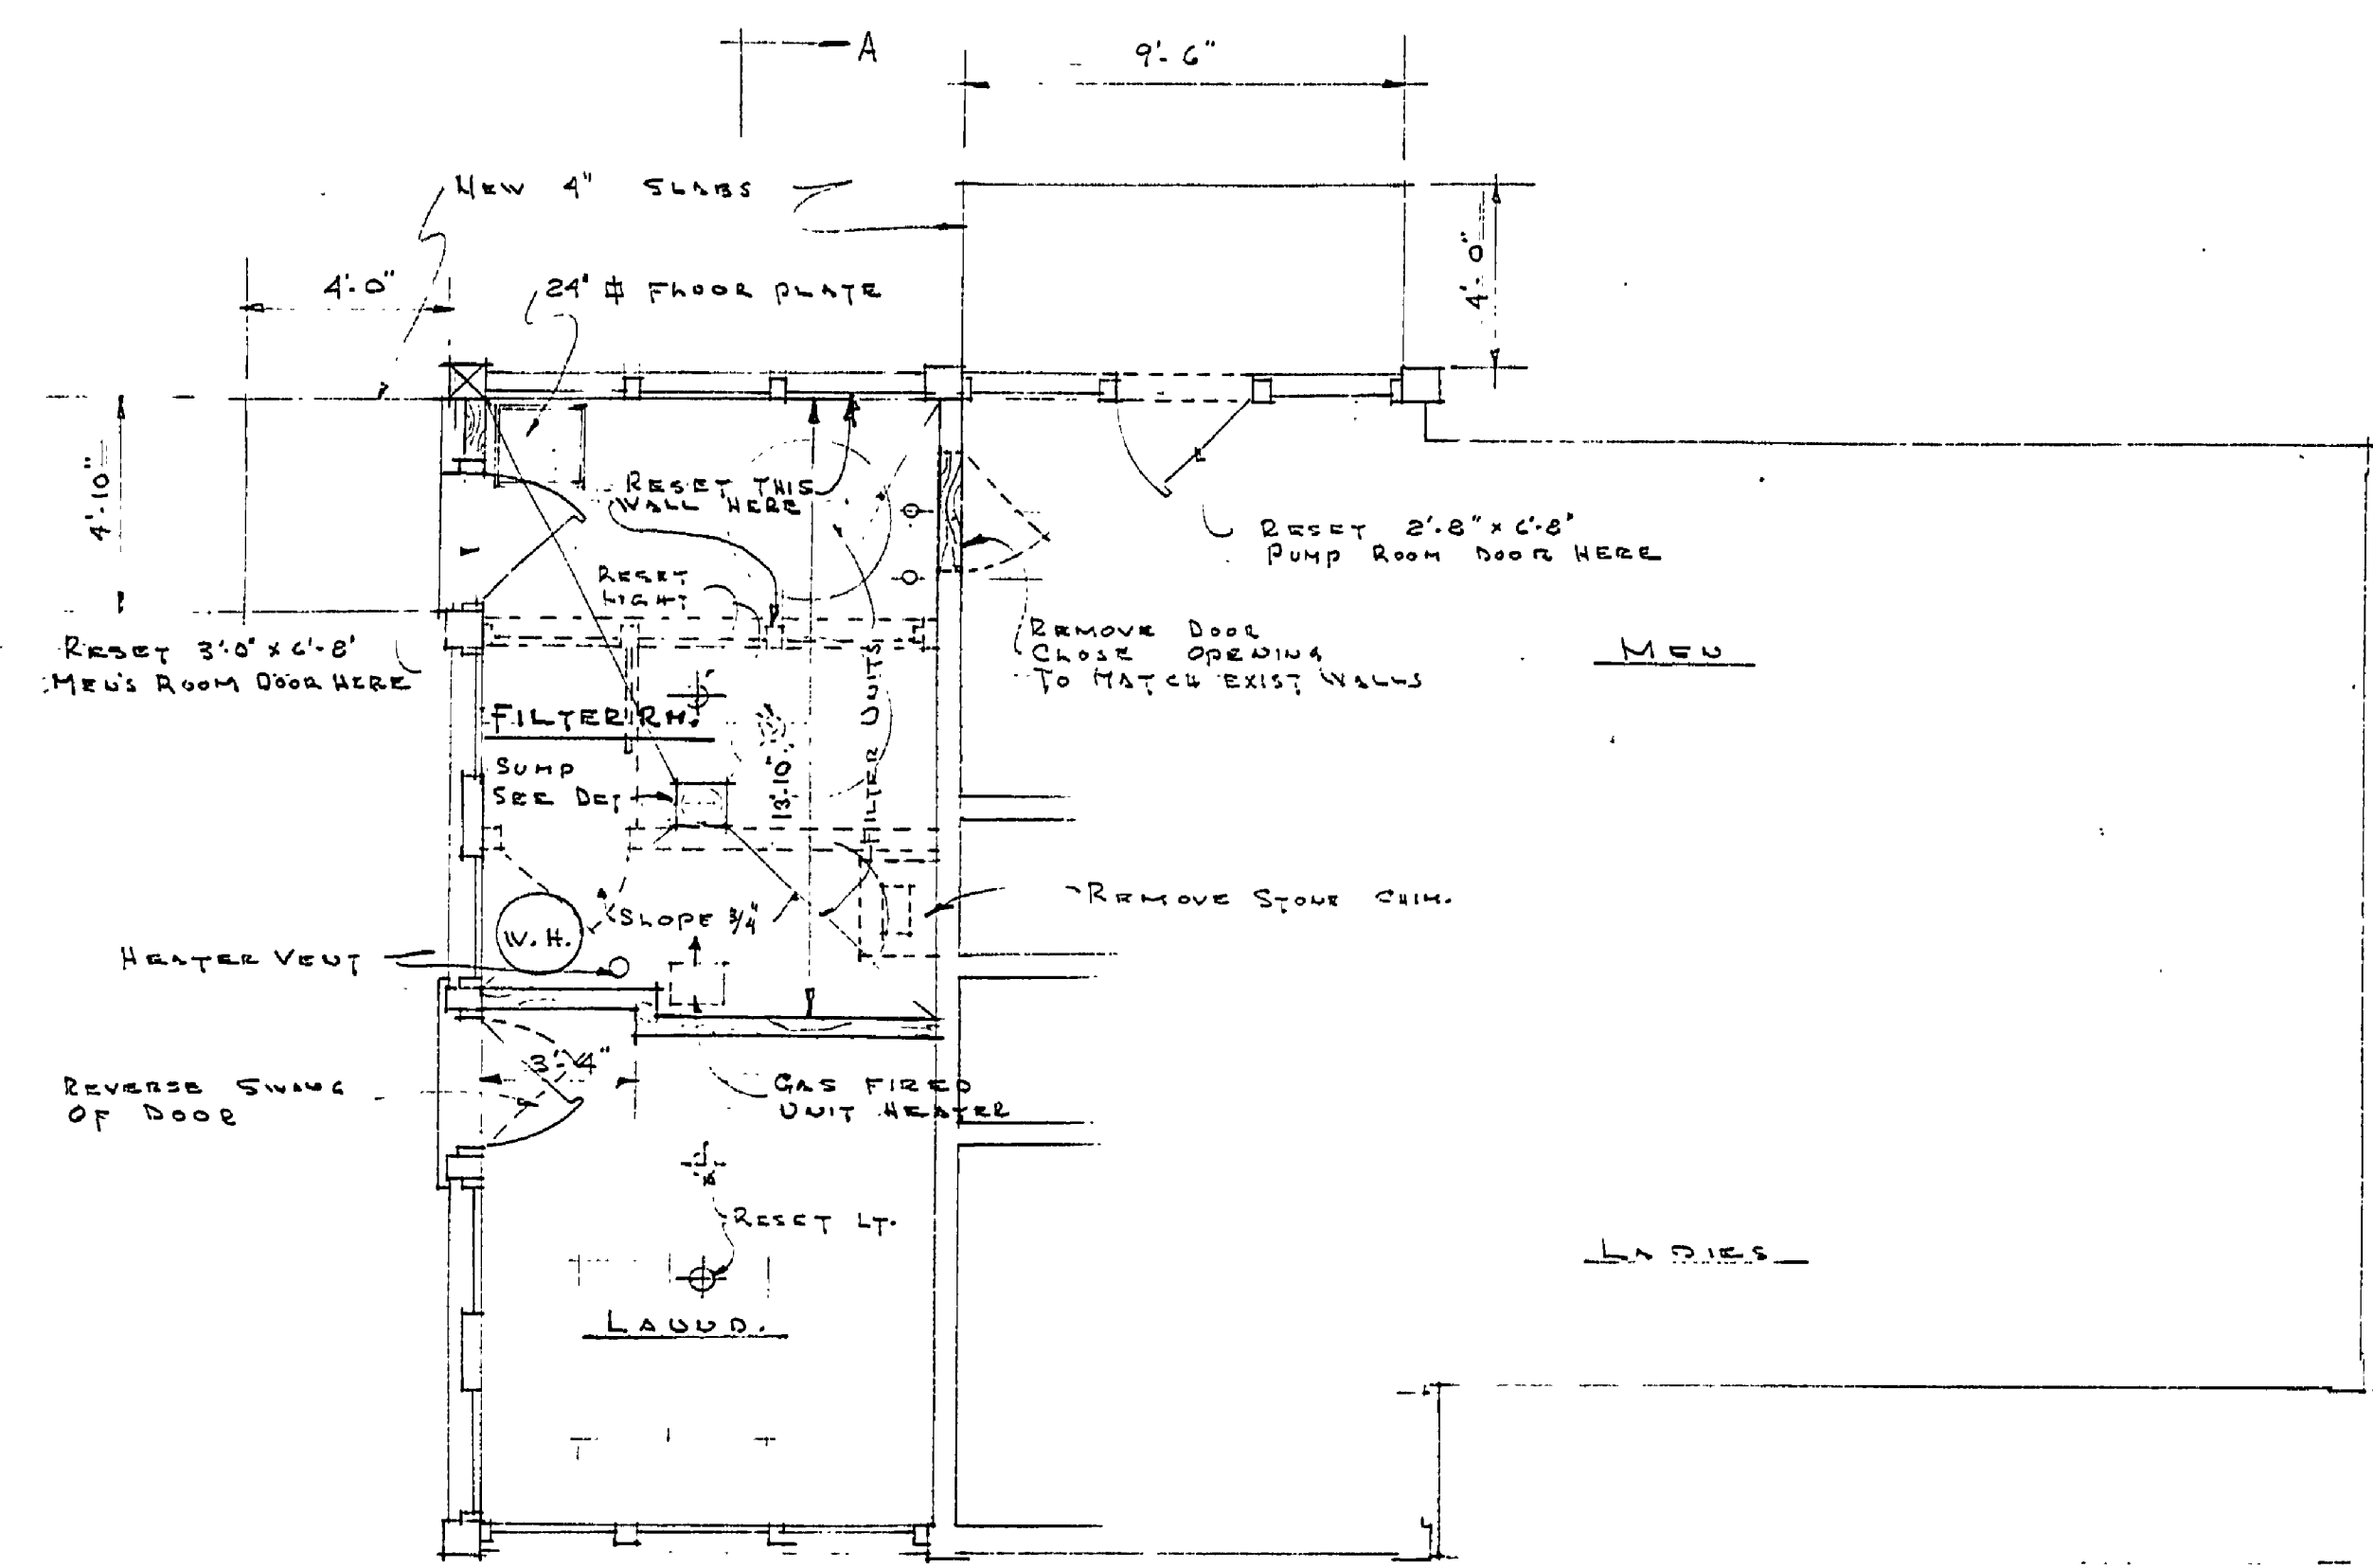 A
9'-6"
NEW 4" SLABS
4'-0"
24" FLOOR PLATE
4'-0"
4'-10"
RESET THIS
WALL HERE
RESET 2'-8" x 6'-8"
PUMP ROOM DOOR HERE
RESET
LIGHT
REMOVE DOOR
CLOSE OPENING
TO MATCH EXIST WALLS
MEN
RESET 3'-0" x 6'-8"
MEN'S ROOM DOOR HERE
FILTER RM.
FILTER UNITS
13'-10"
SUMP
SEE DET
REMOVE STONE CHIM.
SLOPE 3/4"
W.H.
HEATER VENT
3'-4"
REVERSE SWING
OF DOOR
GAS FIRED
UNIT HEATER
RESET LT.
LADIES
LAUND.